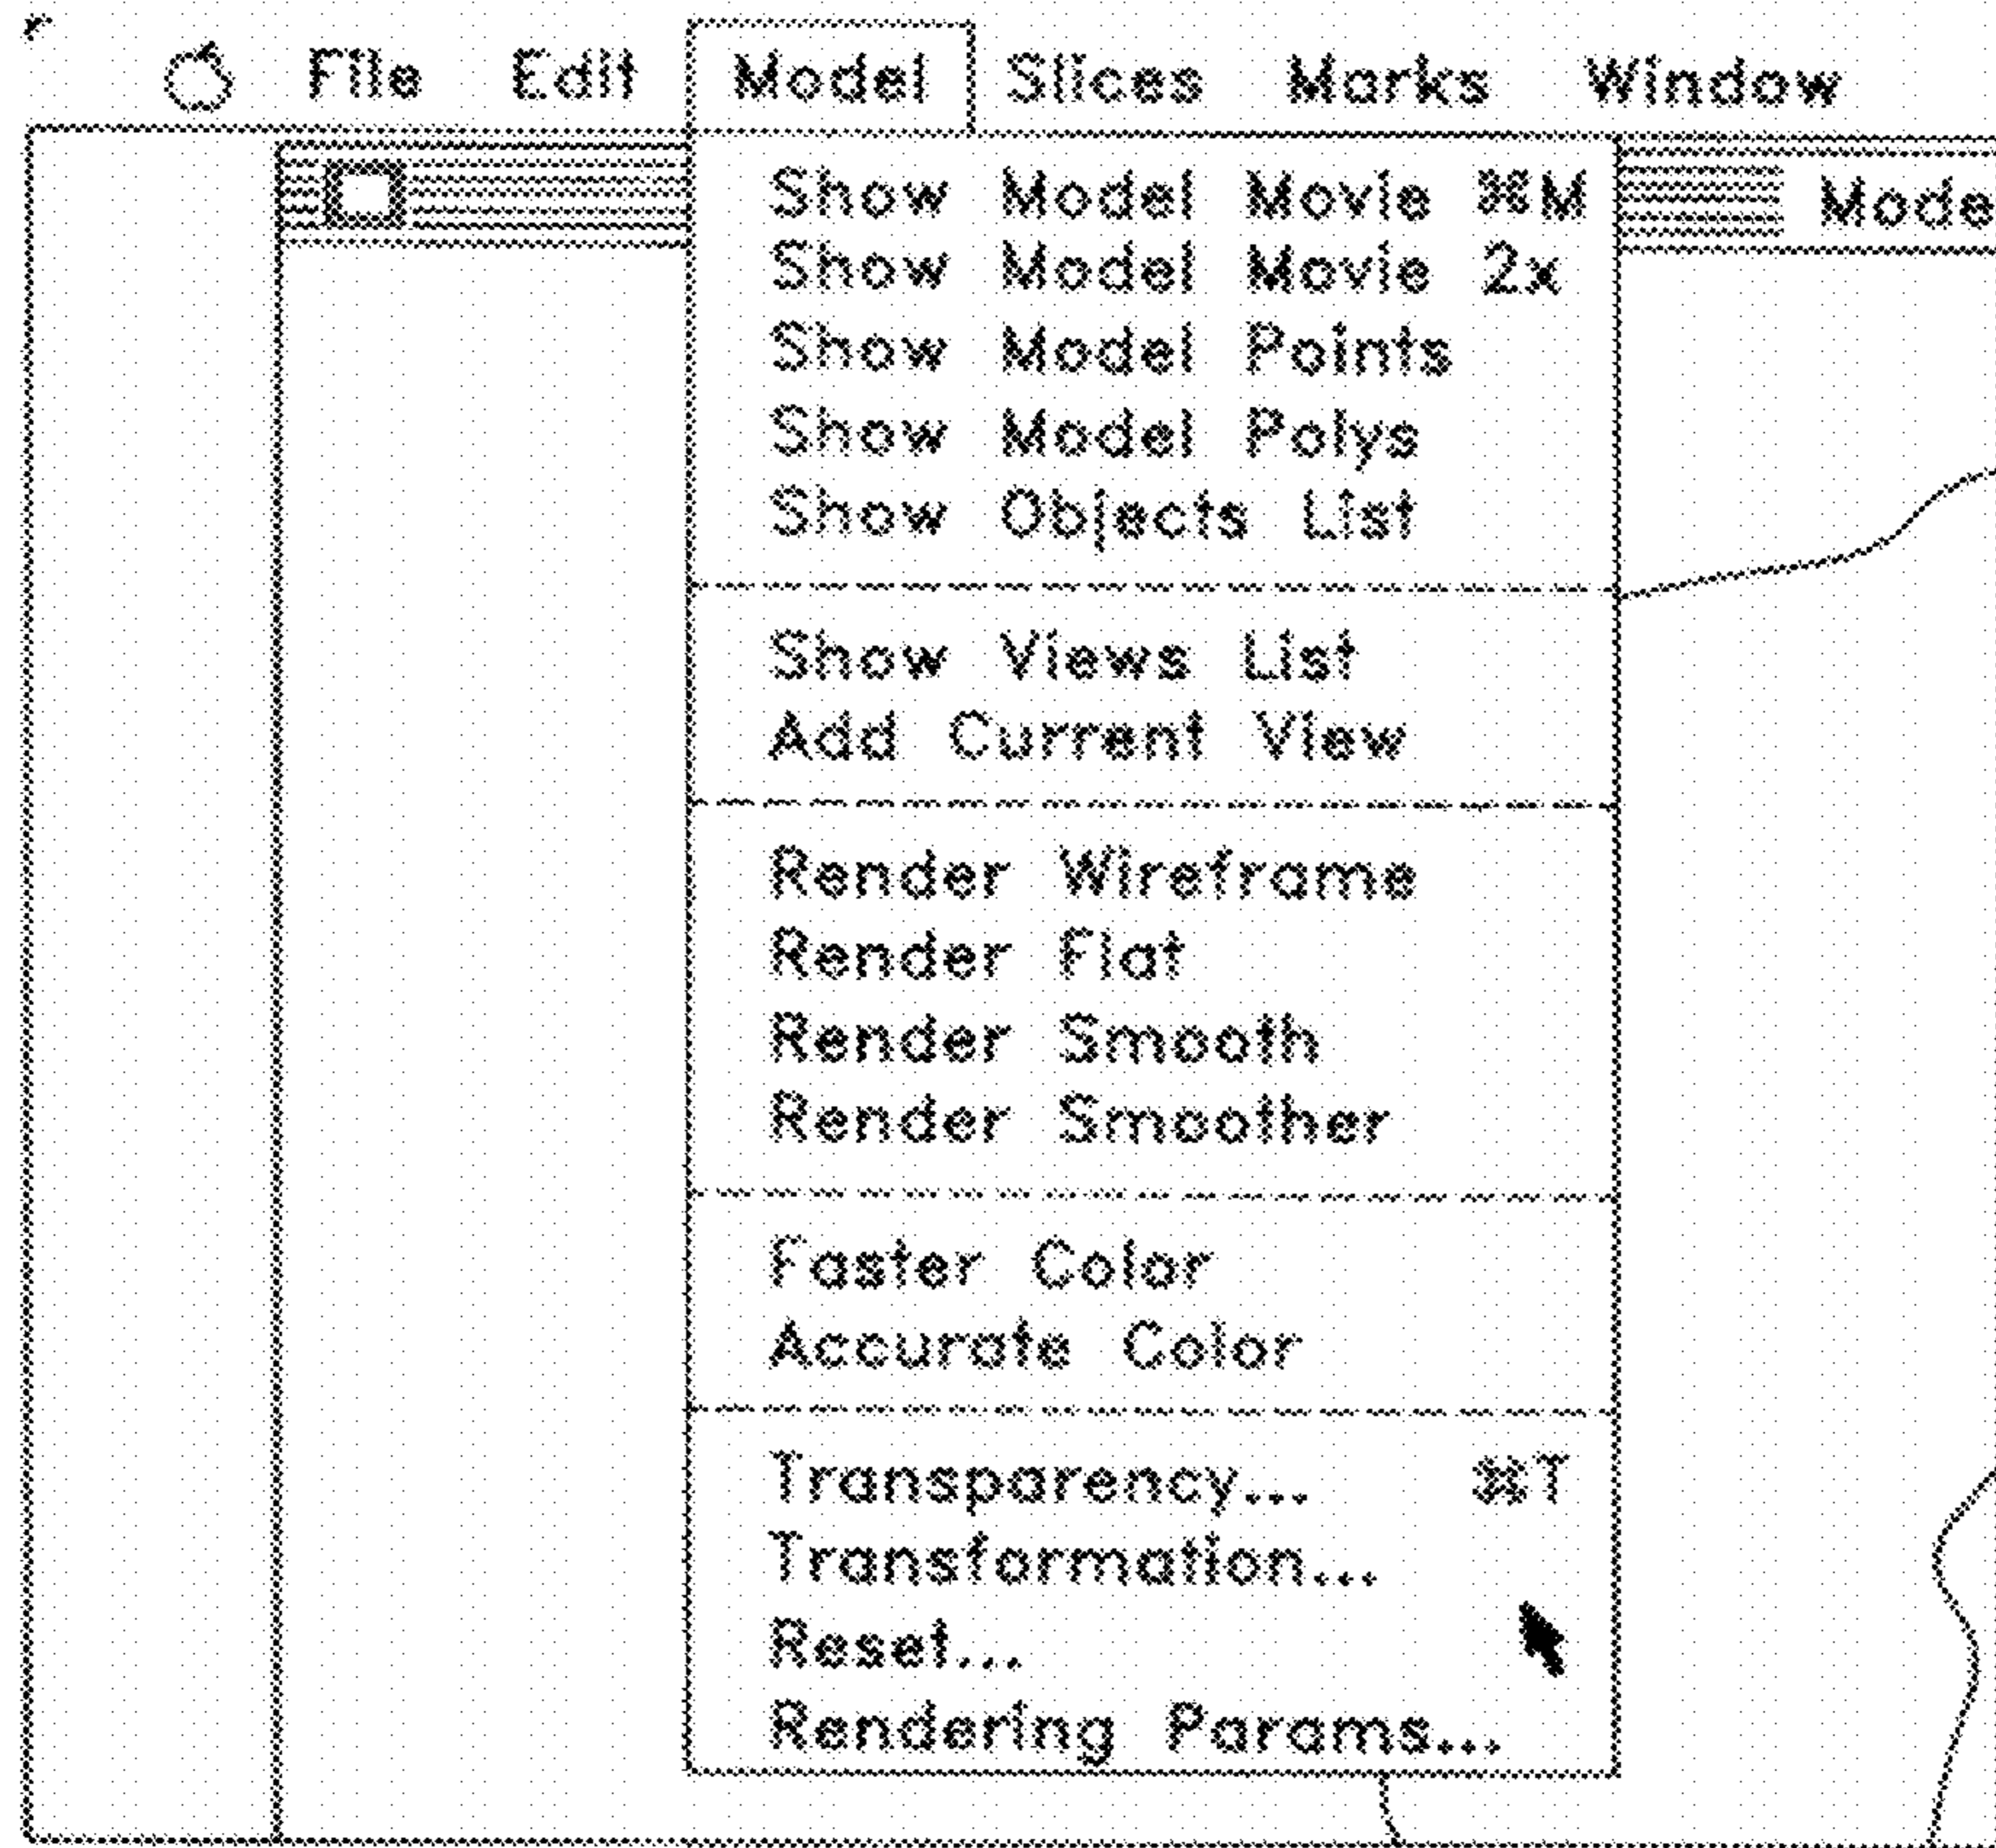 File Edit Model Slices Marks Window
Show Model Movie ⌘M
Show Model Movie 2x
Show Model Points
Show Model Polys
Show Objects List
Show Views List
Add Current View
Render Wireframe
Render Flat
Render Smooth
Render Smoother
Faster Color
Accurate Color
Transparency... ⌘T
Transformation...
Reset...
Rendering Params...